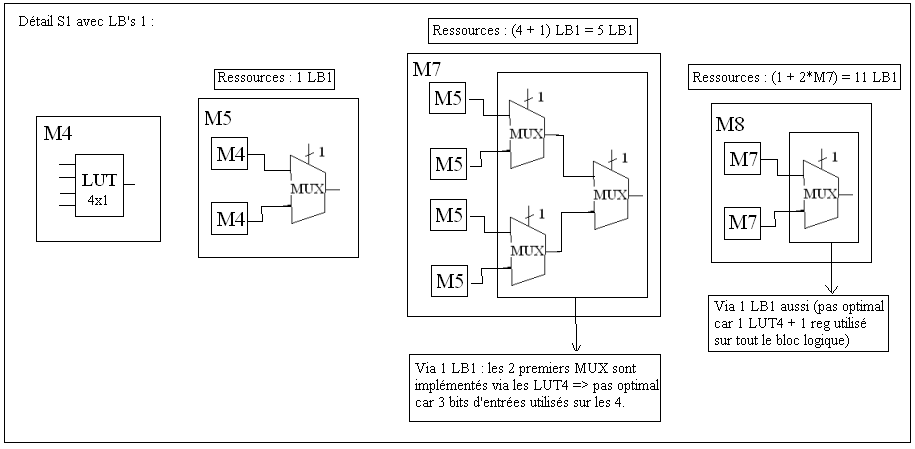 Détail S1 avec LB's 1 :
Ressources : (4 + 1) LB1 = 5 LB1
Ressources : 1 LB1
Ressources : (1 + 2*M7) = 11 LB1
M4
LUT
4x1
M5
M4
M4
1
MUX
M7
M5
M5
M5
M5
1
MUX
1
MUX
1
MUX
M8
M7
M7
1
MUX
Via 1 LB1 : les 2 premiers MUX sont
implémentés via les LUT4 => pas optimal
car 3 bits d'entrées utilisés sur les 4.
Via 1 LB1 aussi (pas optimal
car 1 LUT4 + 1 reg utilisé
sur tout le bloc logique)